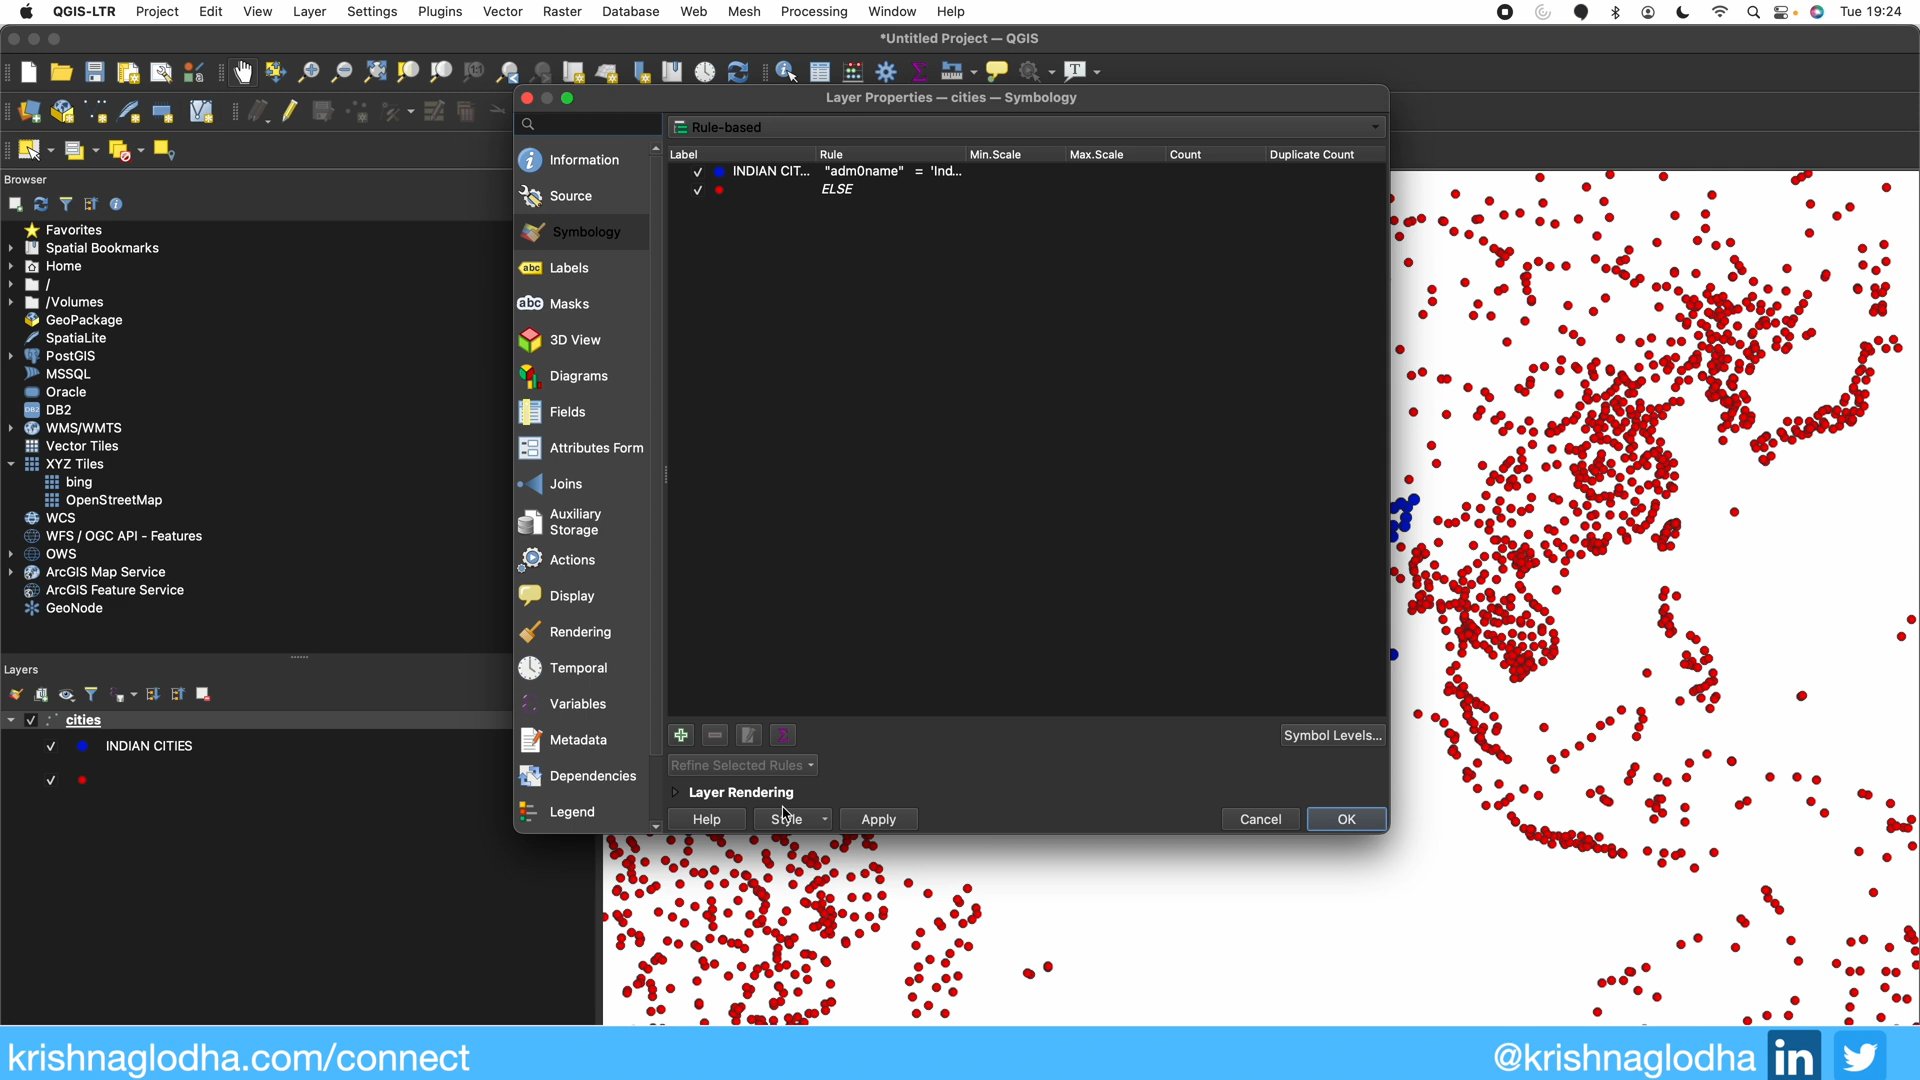 QGIS-LTR Project Edit View Layer Settings Plugins Vector Raster Database Web Mesh Processing Window Help Tue 19:24
*Untitled Project — QGIS
Layer Properties — cities — Symbology
Browser
Favorites
Spatial Bookmarks
Home
/
/Volumes
GeoPackage
SpatiaLite
PostGIS
MSSQL
Oracle
DB2
WMS/WMTS
Vector Tiles
XYZ Tiles
bing
OpenStreetMap
WCS
WFS / OGC API - Features
OWS
ArcGIS Map Service
ArcGIS Feature Service
GeoNode
Layers
cities
INDIAN CITIES
Information
Source
Symbology
abc Labels
abc Masks
3D View
Diagrams
Fields
Attributes Form
Joins
Auxiliary
Storage
Actions
Display
Rendering
Temporal
Variables
Metadata
Dependencies
Legend
Rule-based
Label Rule Min.Scale Max.Scale Count Duplicate Count
INDIAN CIT... "adm0name" = 'Ind...
ELSE
Symbol Levels...
Refine Selected Rules
Layer Rendering
Help Style Apply Cancel OK
krishnaglodha.com/connect
@krishnaglodha in